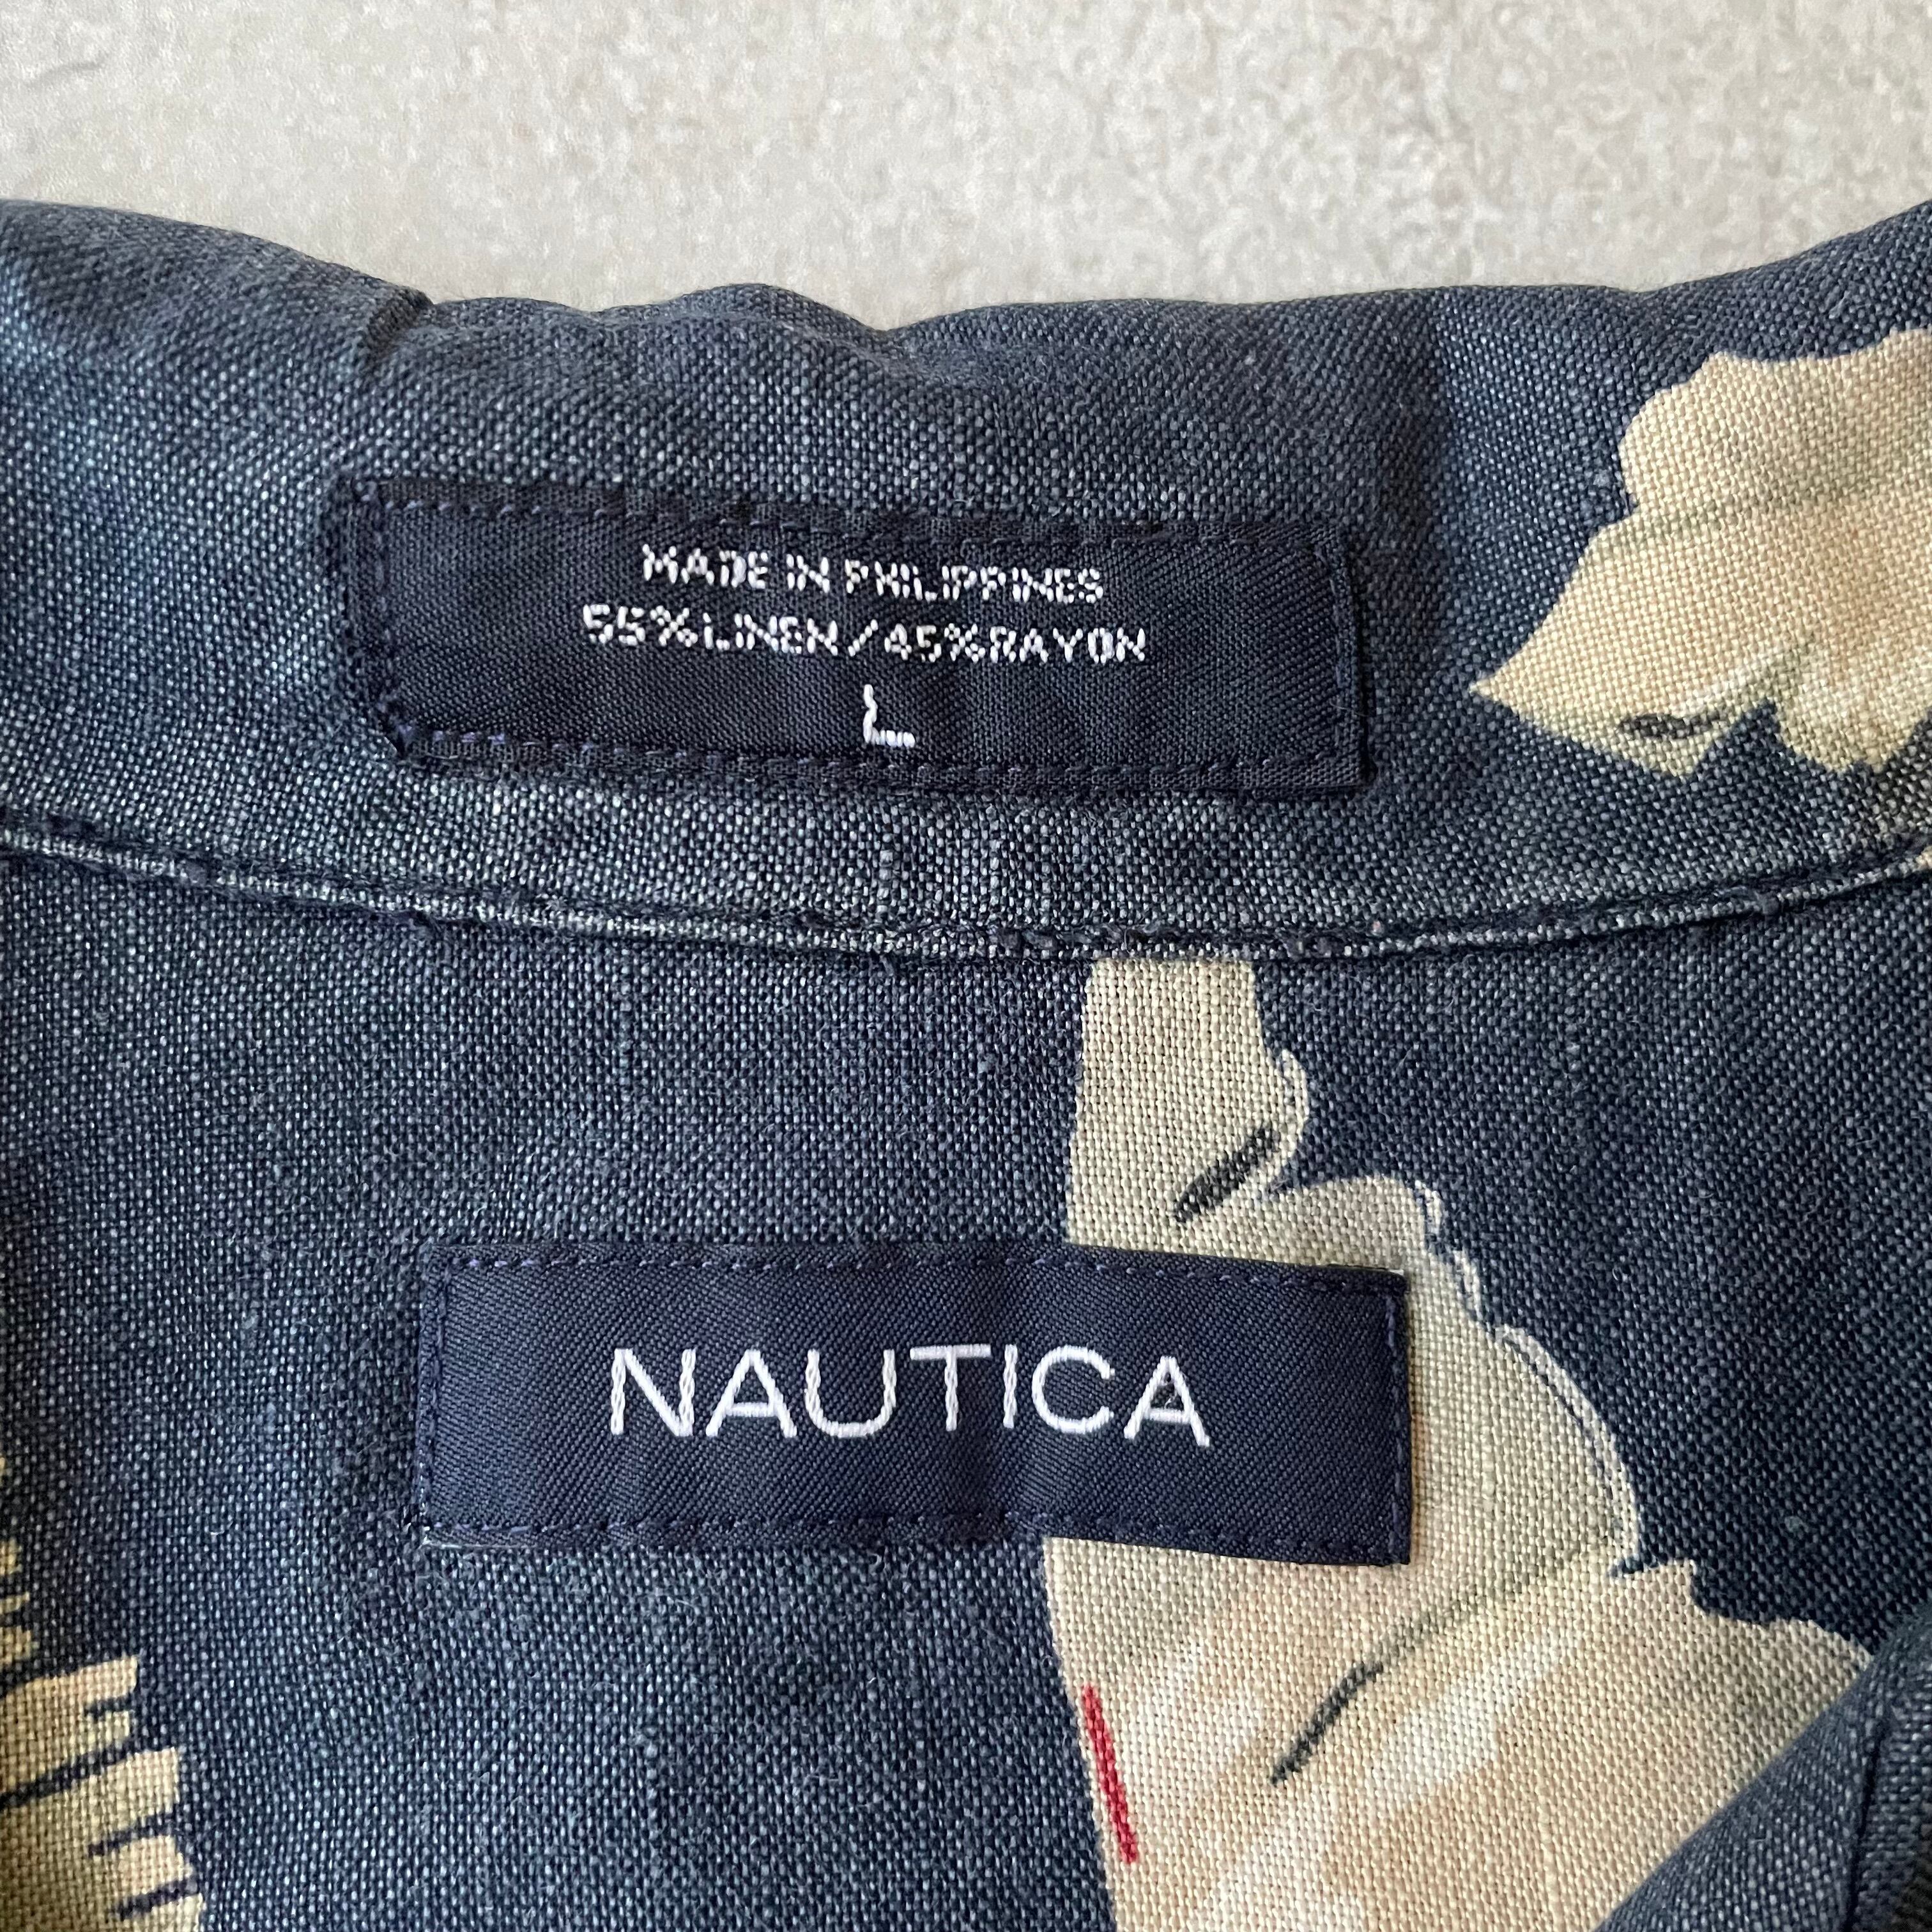 MADE IN PHILIPPINES
55%LINEN/45%RAYON
L
NAUTICA